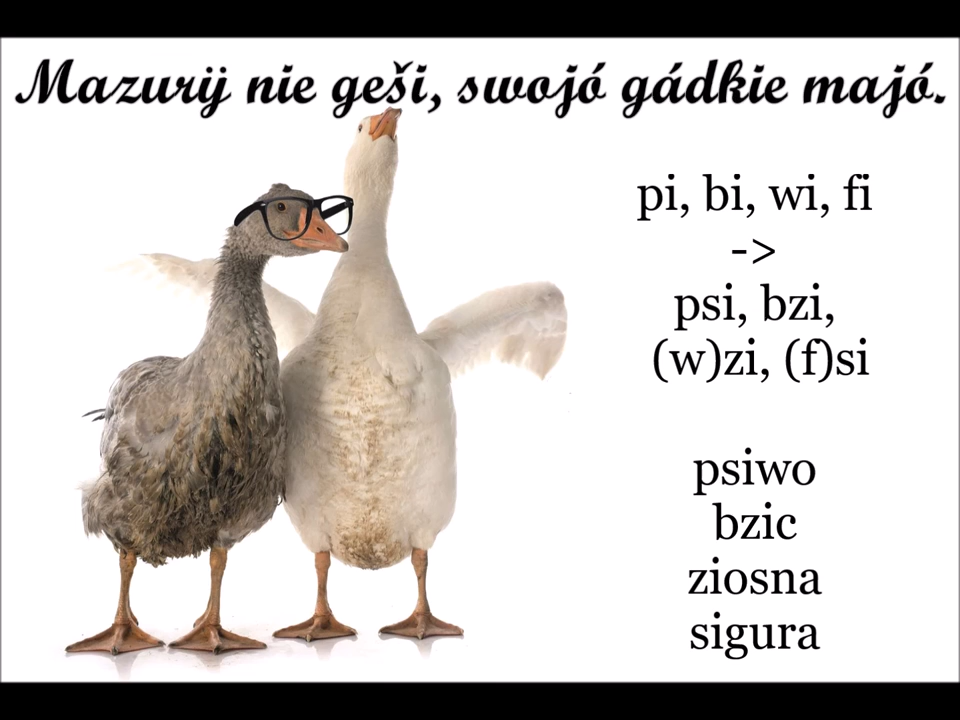 Mazurÿ nie geši, swojó gádkie majó.
pi, bi, wi, fi
->
psi, bzi,
(w)zi, (f)si
psiwo
bzic
ziosna
sigura